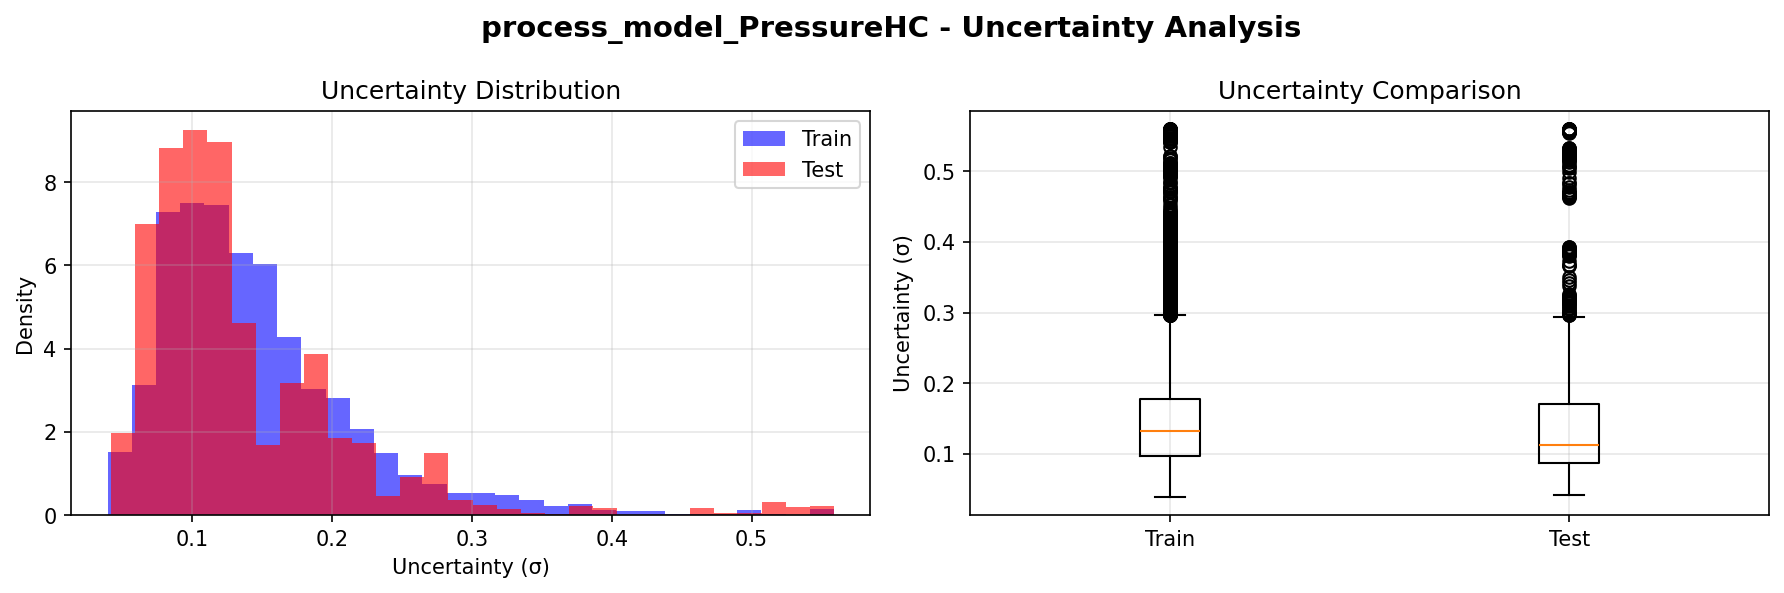 process_model_PressureHC - Uncertainty Analysis
Uncertainty Distribution
Train
Test
8
6
4
2
0
Density
0.1
0.2
0.3
0.4
0.5
Uncertainty (σ)
Uncertainty Comparison
0.5
0.4
0.3
0.2
0.1
Uncertainty (σ)
Train
Test